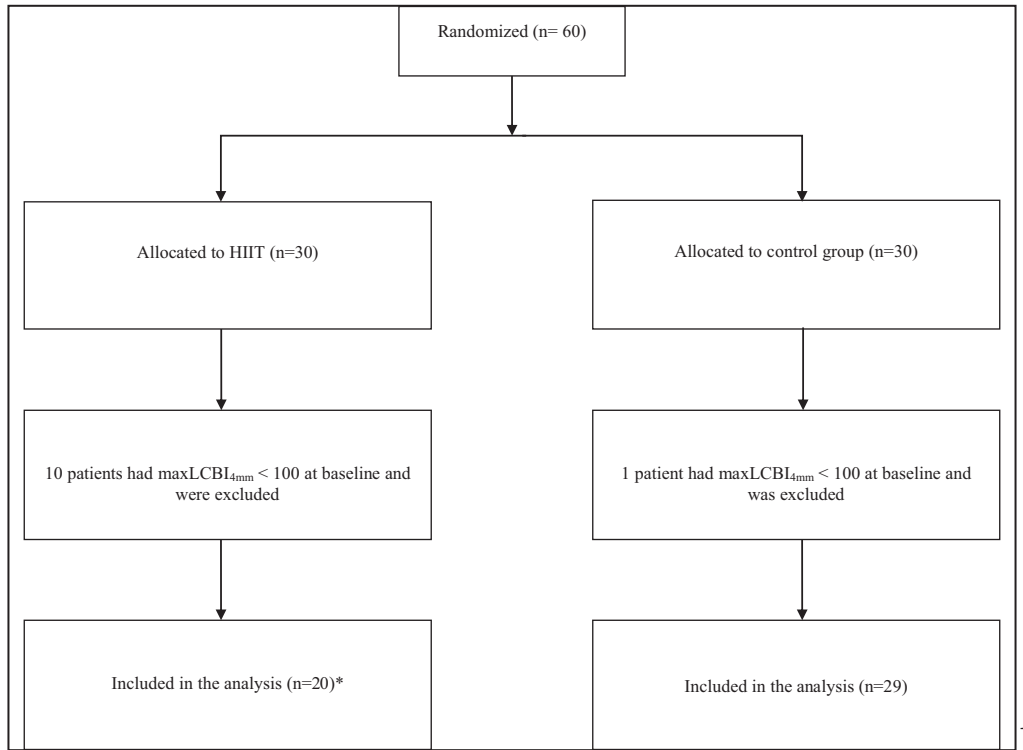 Randomized (n= 60)
Allocated to HIIT (n=30)
Allocated to control group (n=30)
10 patients had maxLCBI4mm < 100 at baseline and
were excluded
1 patient had maxLCBI4mm < 100 at baseline and
was excluded
Included in the analysis (n=20)*
Included in the analysis (n=29)